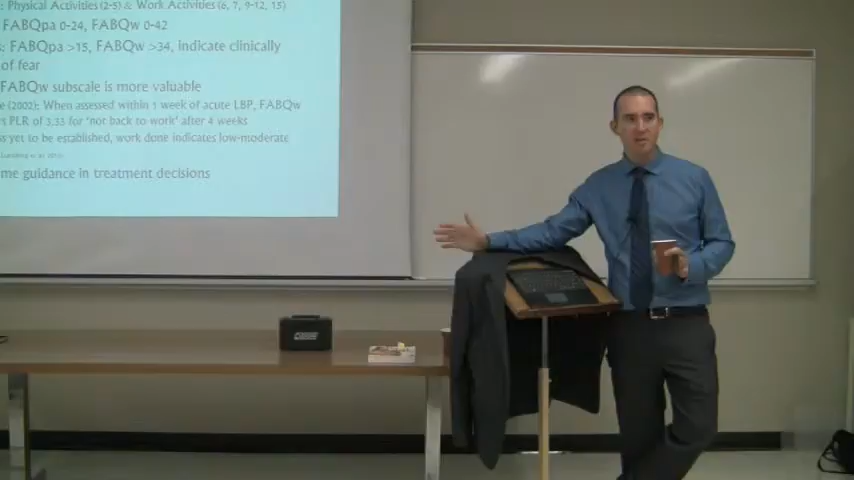 : Physical Activities (2-5) & Work Activities (6, 7, 9-12, 15)
FABQpa 0-24, FABQw 0-42
s: FABQpa >15, FABQw >34, indicate clinically
of fear
FABQw subscale is more valuable
e (2002): When assessed within 1 week of acute LBP, FABQw
s PLR of 3.33 for 'not back to work' after 4 weeks
ss yet to be established, work done indicates low-moderate
me guidance in treatment decisions